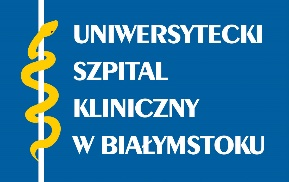 UNIWERSYTECKI
SZPITAL
KLINICZNY
W BIAŁYMSTOKU